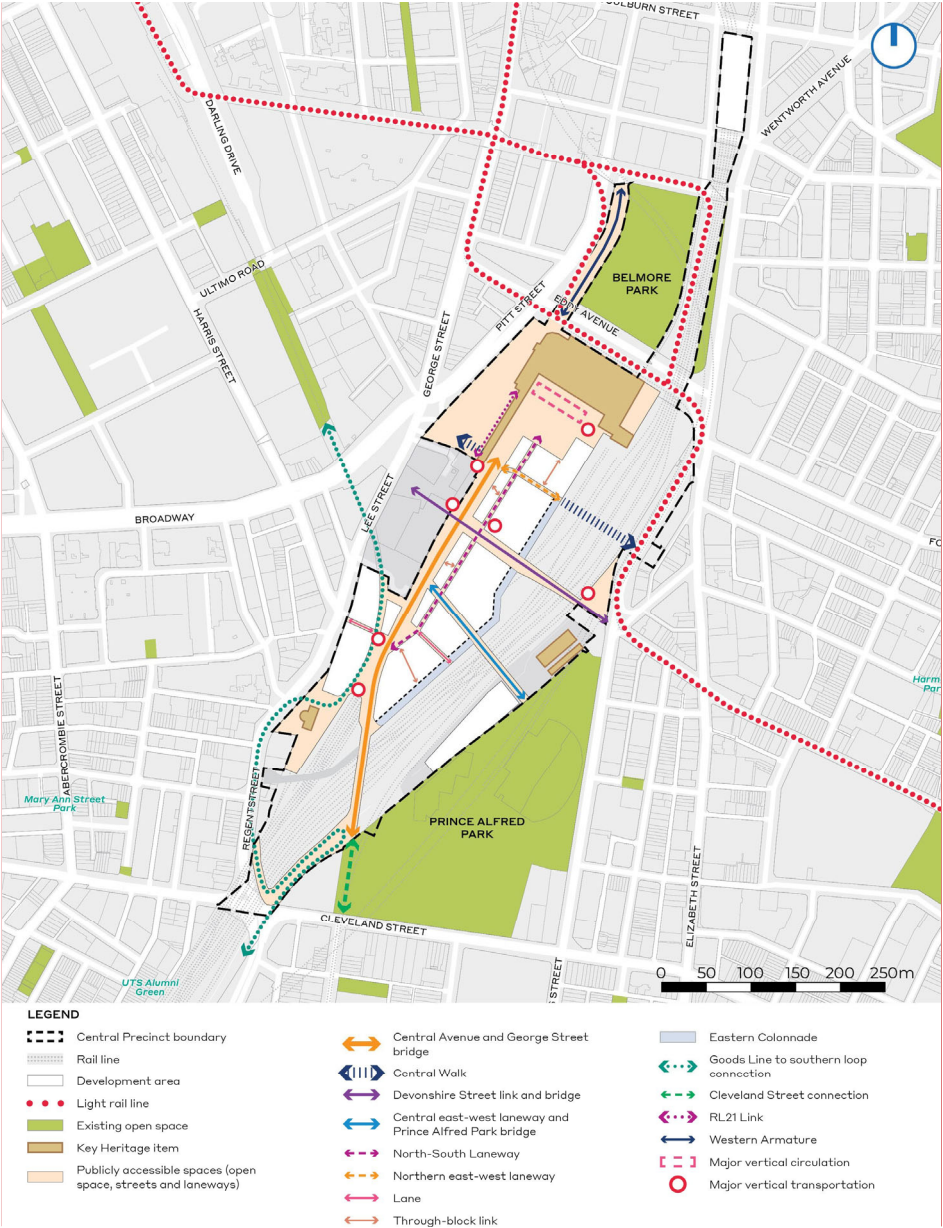 OULBURN STREET
WENTWORTH AVENUE
DARLING DRIVE
BELMORE
PARK
ULTIMO ROAD
HARRIS STREET
PITT STREET
EDDY AVENUE
GEORGE STREET
LEE STREET
BROADWAY
FO
ABERCROMBIE STREET
Harm
Par
Mary Ann Street
Park
REGENT STREET
PRINCE ALFRED
PARK
ELIZABETH STREET
CLEVELAND STREET
S STREET
UTS Alumni
Green
0 50 100 150 200 250m
LEGEND
Central Precinct boundary
Rail line
Development area
Light rail line
Existing open space
Key Heritage item
Publicly accessible spaces (open
space, streets and laneways)
Central Avenue and George Street
bridge
Central Walk
Devonshire Street link and bridge
Central east-west laneway and
Prince Alfred Park bridge
North-South Laneway
Northern east-west laneway
Lane
Through-block link
Eastern Colonnade
Goods Line to southern loop
connection
Cleveland Street connection
RL21 Link
Western Armature
Major vertical circulation
Major vertical transportation